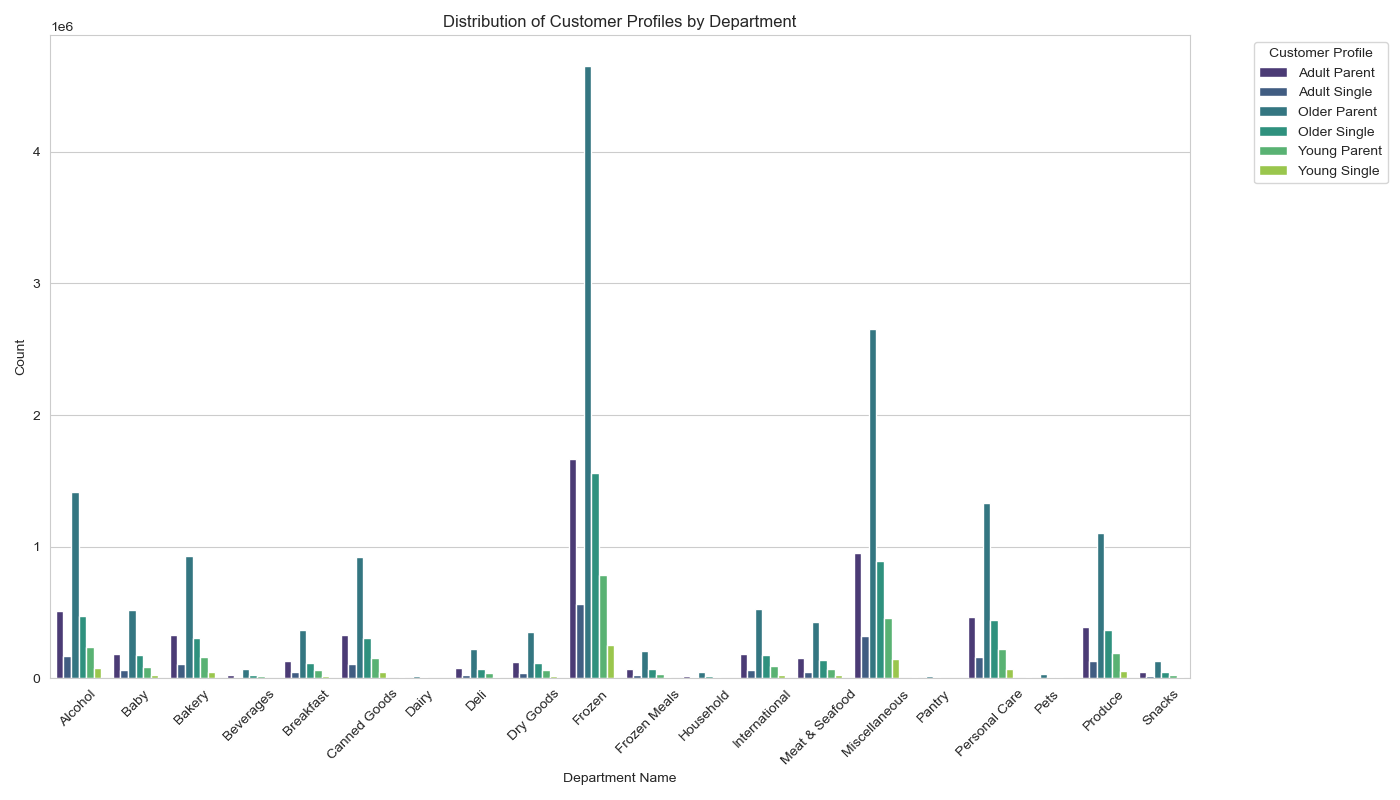 Distribution of Customer Profiles by Department
1e6
Customer Profile
Adult Parent
Adult Single
Older Parent
Older Single
Young Parent
Young Single
4
3
2
1
0
Count
Alcohol
Baby
Bakery
Beverages
Breakfast
Canned Goods
Dairy
Deli
Dry Goods
Frozen
Frozen Meals
Household
International
Meat & Seafood
Miscellaneous
Pantry
Personal Care
Pets
Produce
Snacks
Department Name